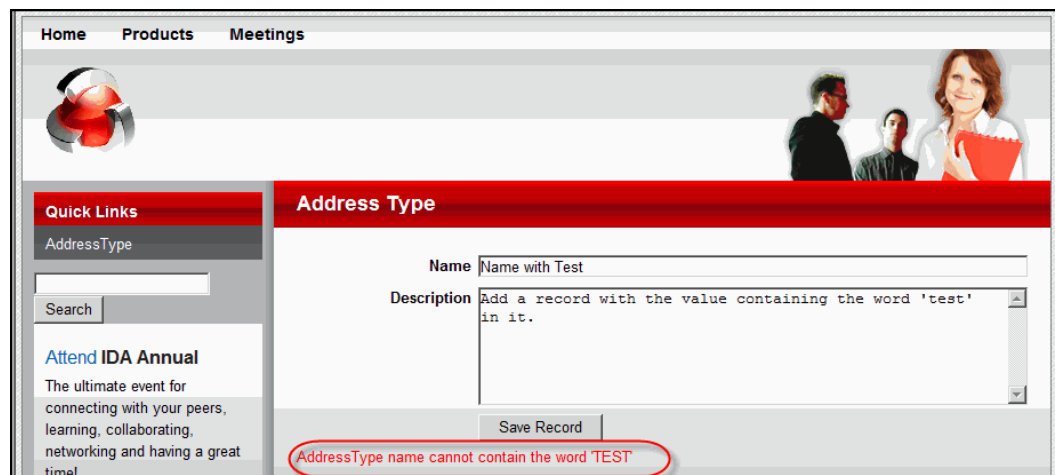 Home Products Meetings
Quick Links
AddressType
Search
Attend IDA Annual
The ultimate event for
connecting with your peers,
learning, collaborating,
networking and having a great
time!
Address Type
Name Name with Test
Description Add a record with the value containing the word 'test'
in it.
Save Record
AddressType name cannot contain the word 'TEST'